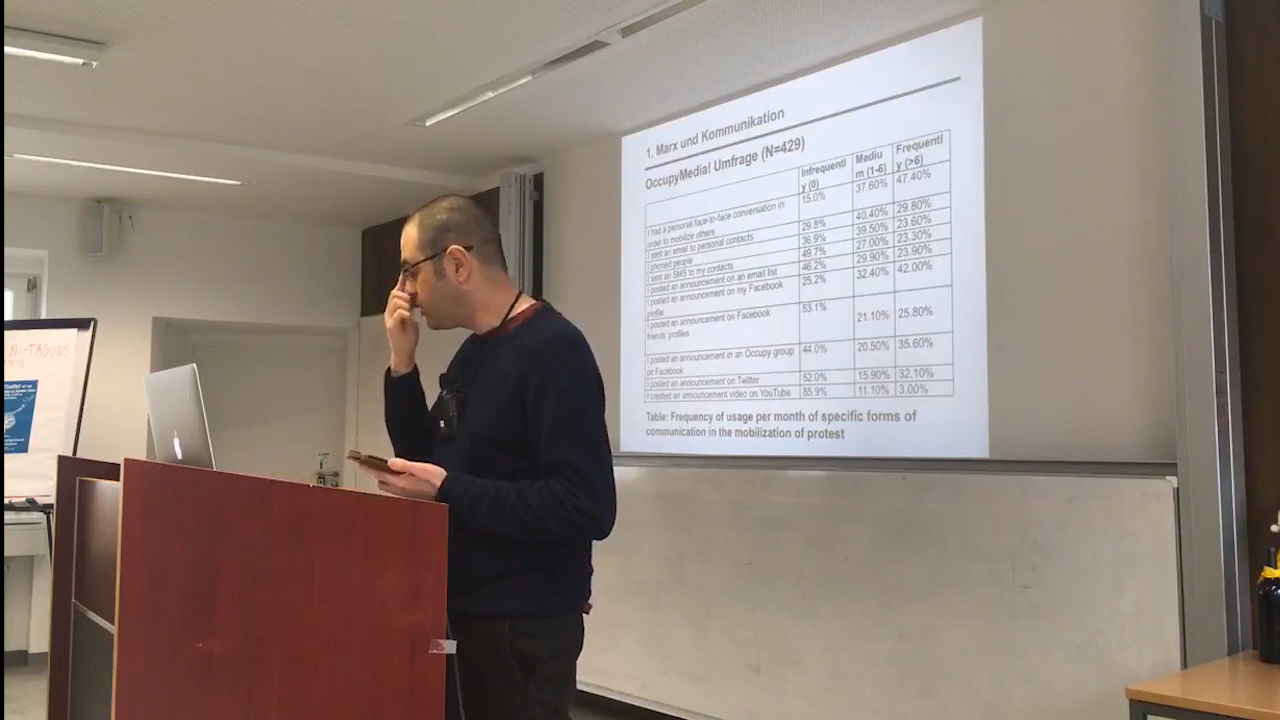 1. Marx und Kommunikation
OccupyMedia! Umfrage (N=429)
Infrequentl Mediu Frequentl
y (0) m (1-6) y (>6)
I had a personal face-to-face conversation in 15.0% 37.60% 47.40%
order to mobilize others
I sent an email to personal contacts 29.8% 40.40% 29.80%
I phoned people 36.9% 39.50% 23.60%
I sent an SMS to my contacts 49.7% 27.00% 23.30%
I posted an announcement on an email list 46.2% 29.90% 23.90%
I posted an announcement on my Facebook 25.2% 32.40% 42.00%
profile
I posted an announcement on Facebook 53.1% 21.10% 25.80%
friends' profiles
I posted an announcement in an Occupy group 44.0% 20.50% 35.60%
on Facebook
I posted an announcement on Twitter 52.0% 15.90% 32.10%
I created an announcement video on YouTube 85.9% 11.10% 3.00%
Table: Frequency of usage per month of specific forms of
communication in the mobilization of protest